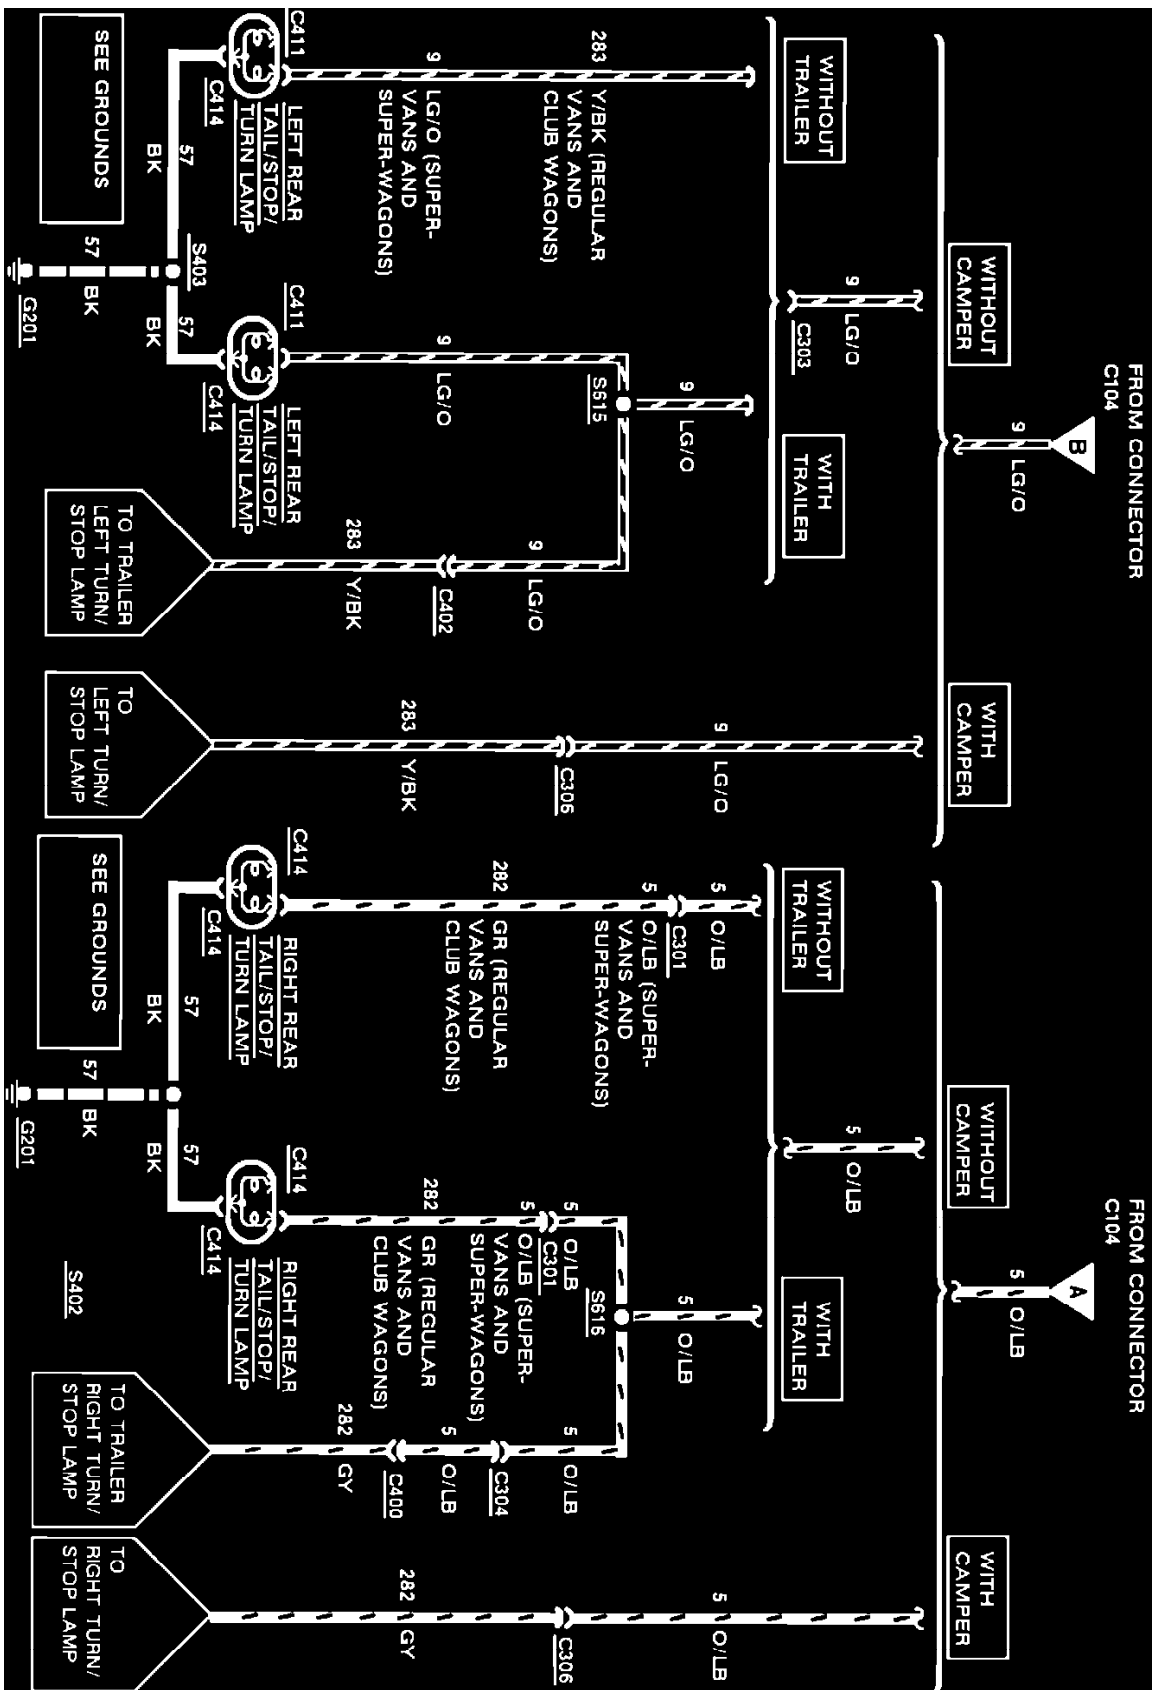 FROM CONNECTOR
C104
B
9
LG/O
WITHOUT
CAMPER
WITH
CAMPER
9
LG/O
C303
WITHOUT
TRAILER
WITH
TRAILER
283
Y/BK (REGULAR
VANS AND
CLUB WAGONS)
9
LG/O (SUPER-
VANS AND
SUPER-WAGONS)
C411
LEFT REAR
TAIL/STOP/
TURN LAMP
C414
57
BK
S403
SEE GROUNDS
57
BK
G201
9
LG/O
S615
9
LG/O
C411
LEFT REAR
TAIL/STOP/
TURN LAMP
C414
57
BK
9
LG/O
C402
283
Y/BK
TO TRAILER
LEFT TURN/
STOP LAMP
9
LG/O
C306
283
Y/BK
TO
LEFT TURN/
STOP LAMP
FROM CONNECTOR
C104
A
5
O/LB
WITHOUT
CAMPER
WITH
CAMPER
5
O/LB
WITHOUT
TRAILER
WITH
TRAILER
5
O/LB
C301
5
O/LB (SUPER-
VANS AND
SUPER-WAGONS)
282
GR (REGULAR
VANS AND
CLUB WAGONS)
C414
RIGHT REAR
TAIL/STOP/
TURN LAMP
C414
57
BK
SEE GROUNDS
57
BK
G201
5
O/LB
S616
5
O/LB
C301
5
O/LB (SUPER-
VANS AND
SUPER-WAGONS)
282
GR (REGULAR
VANS AND
CLUB WAGONS)
C414
RIGHT REAR
TAIL/STOP/
TURN LAMP
C414
57
BK
S402
5
O/LB
C304
5
O/LB
C400
282
GY
TO TRAILER
RIGHT TURN/
STOP LAMP
5
O/LB
C306
282
GY
TO
RIGHT TURN/
STOP LAMP